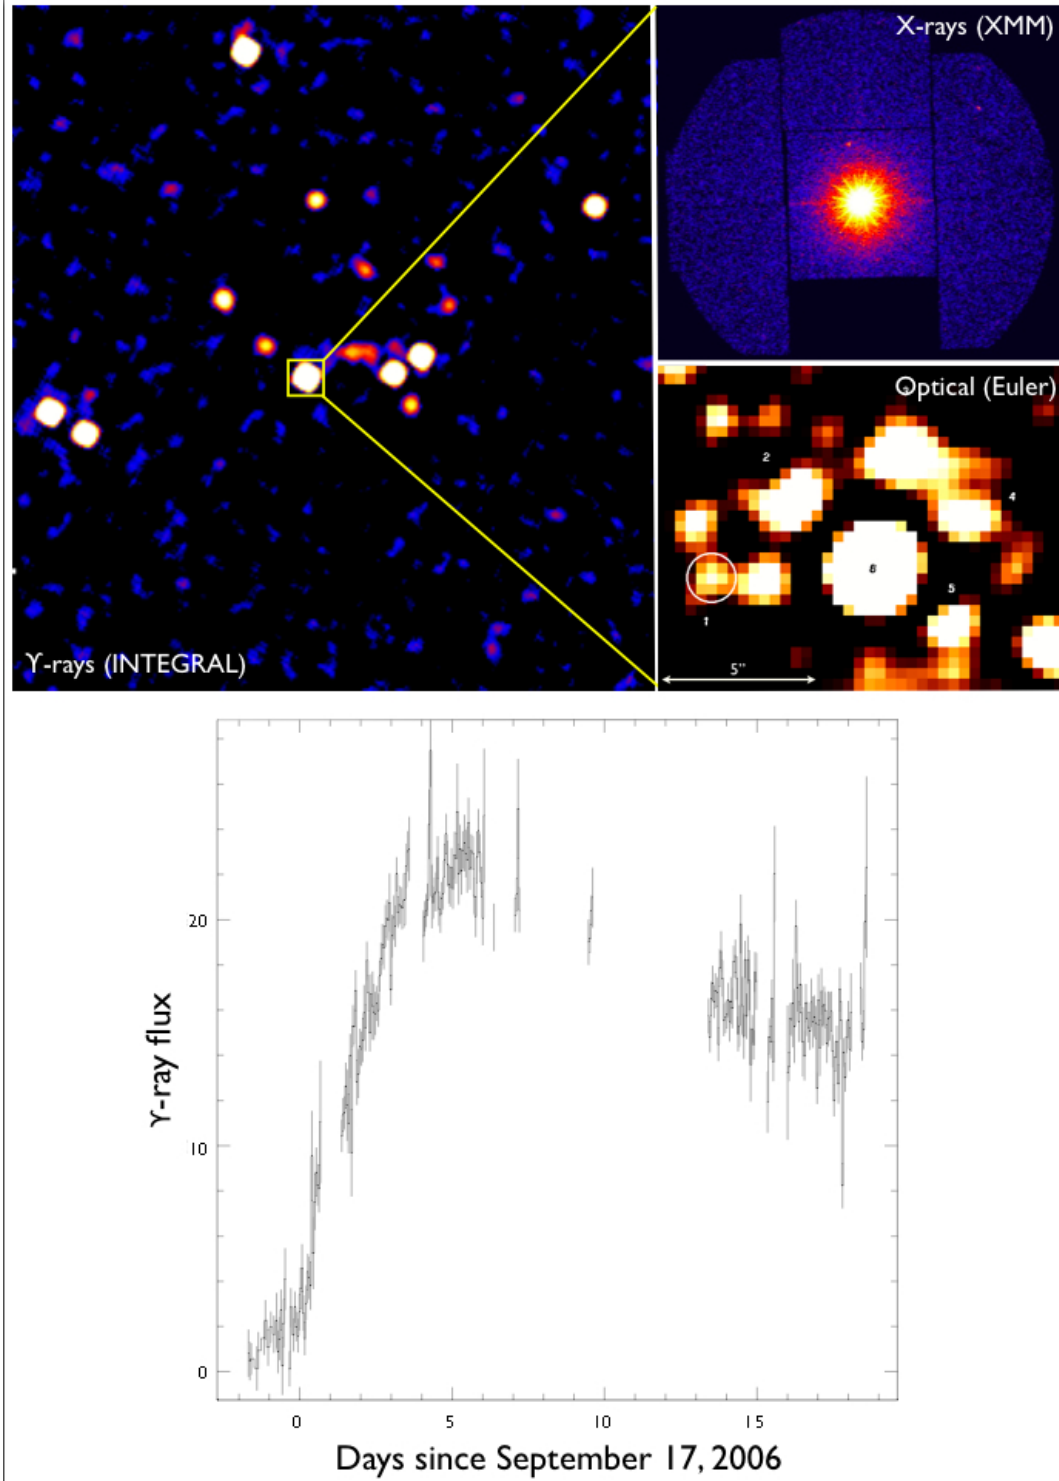 X-rays (XMM)
ϒ-rays (INTEGRAL)
Optical (Euler)
2
4
6
5
1
5"
ϒ-ray flux
20
10
0
0 5 10 15
Days since September 17, 2006